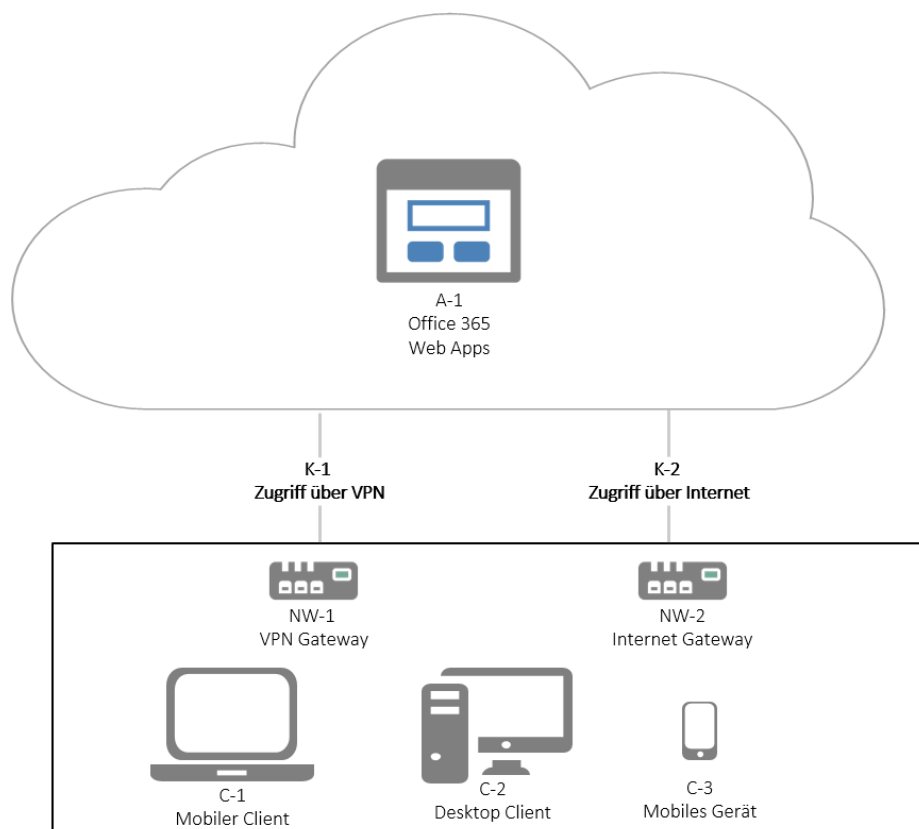 A-1
Office 365
Web Apps
K-1
Zugriff über VPN
K-2
Zugriff über Internet
NW-1
VPN Gateway
NW-2
Internet Gateway
C-1
Mobiler Client
C-2
Desktop Client
C-3
Mobiles Gerät